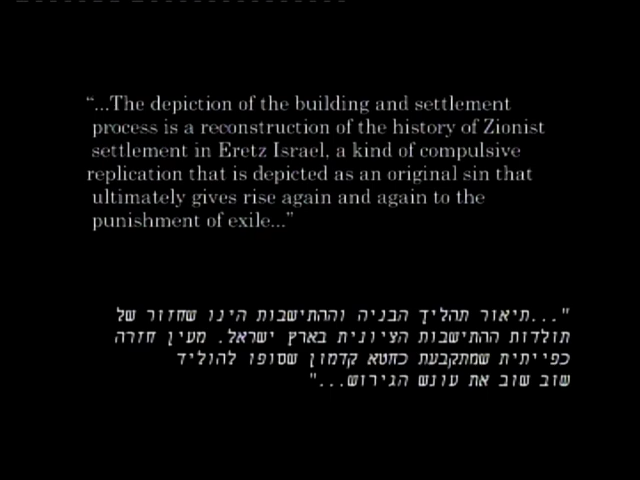 “...The depiction of the building and settlement
process is a reconstruction of the history of Zionist
settlement in Eretz Israel, a kind of compulsive
replication that is depicted as an original sin that
ultimately gives rise again and again to the
punishment of exile...”
"...תיאור תהליך הבניה וההתישבות הינו שחזור של
תולדות ההתישבות הציונית בארץ ישראל. מעין חזרה
כפייתית שמתקבעת כחטא קדמון שסופו להוליד
שוב שוב את עונש הגירוש..."